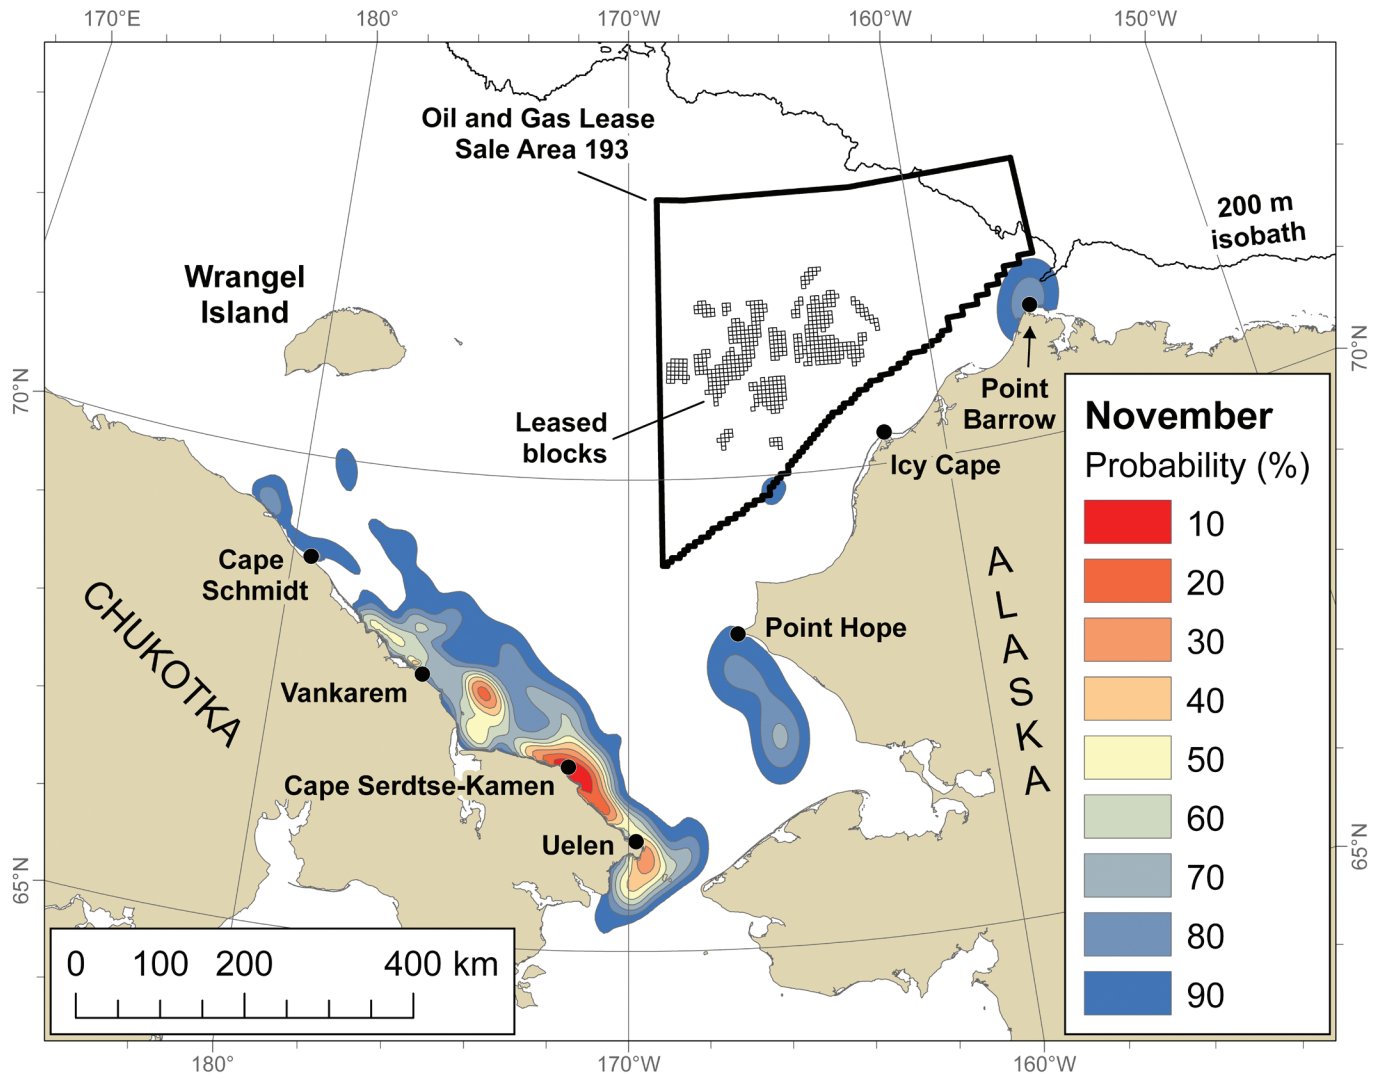 170°E
180°
170°W
160°W
150°W
Oil and Gas Lease
Sale Area 193
200 m
isobath
Wrangel
Island
70°N
70°N
Point
Barrow
Leased
blocks
Icy Cape
Cape
Schmidt
CHUKOTKA
Point Hope
ALASKA
Vankarem
Cape Serdtse-Kamen
Uelen
65°N
65°N
November
Probability (%)
10
20
30
40
50
60
70
80
90
0 100 200 400 km
180°
170°W
160°W